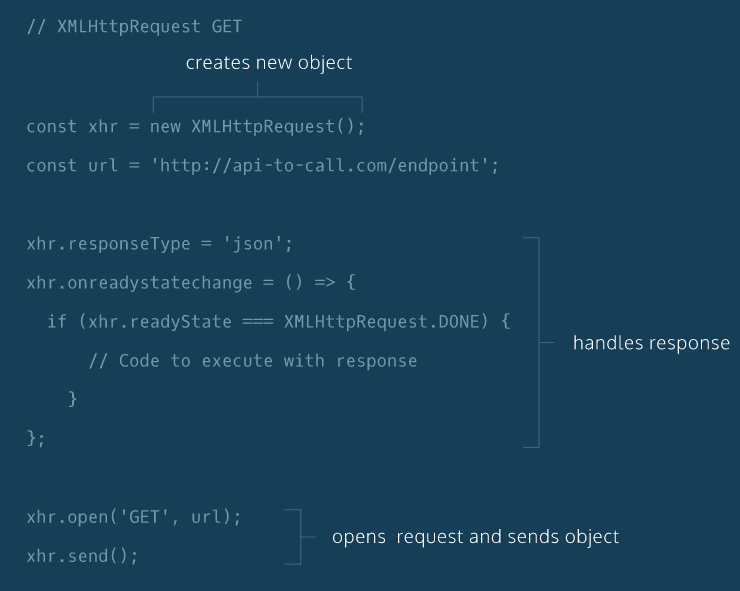 // XMLHttpRequest GET
creates new object
const xhr = new XMLHttpRequest();
const url = 'http://api-to-call.com/endpoint';
xhr.responseType = 'json';
xhr.onreadystatechange = () => {
if (xhr.readyState === XMLHttpRequest.DONE) {
// Code to execute with response
}
};
handles response
xhr.open('GET', url);
xhr.send();
opens request and sends object